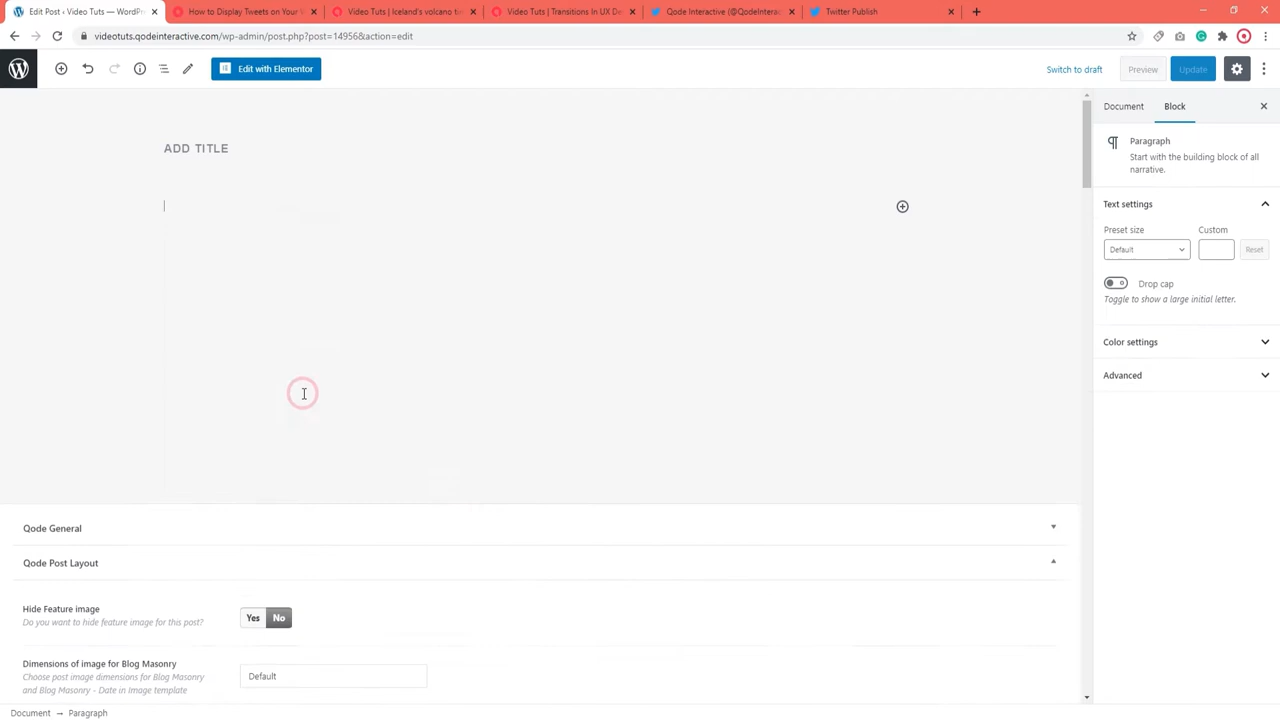 Edit Post ‹ Video Tuts — WordPr
How to Display Tweets on Your W
Video Tuts | Iceland's volcano to
Video Tuts | Transitions In UX De
Qode Interactive (@QodeInterac
Twitter Publish
videotuts.qodeinteractive.com/wp-admin/post.php?post=14956&action=edit
Edit with Elementor
Switch to draft
Preview
Update
ADD TITLE
Document
Block
Paragraph
Start with the building block of all
narrative.
Text settings
Preset size
Custom
Default
Reset
Drop cap
Toggle to show a large initial letter.
Color settings
Advanced
Qode General
Qode Post Layout
Hide Feature image
Do you want to hide feature image for this post?
Yes
No
Dimensions of image for Blog Masonry
Choose post image dimensions for Blog Masonry
and Blog Masonry - Date in Image template
Default
Document → Paragraph